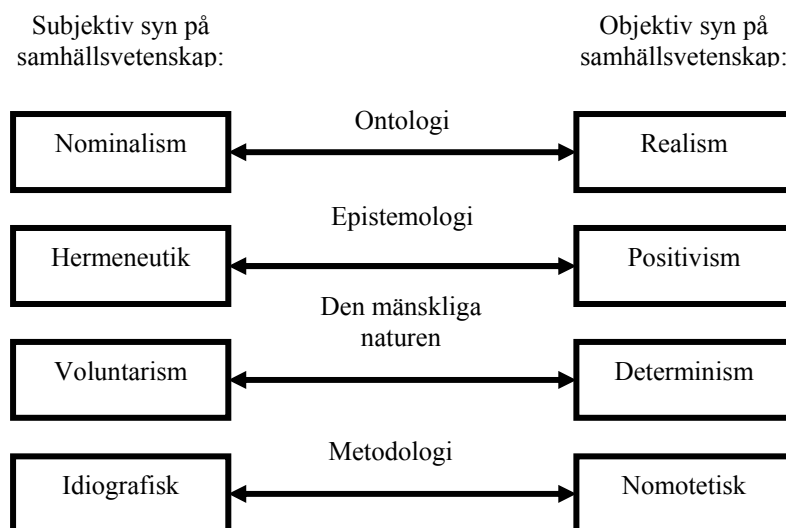 Subjektiv syn på
samhällsvetenskap:
Objektiv syn på
samhällsvetenskap:
Ontologi
Nominalism
Realism
Epistemologi
Hermeneutik
Positivism
Den mänskliga
naturen
Voluntarism
Determinism
Metodologi
Idiografisk
Nomotetisk